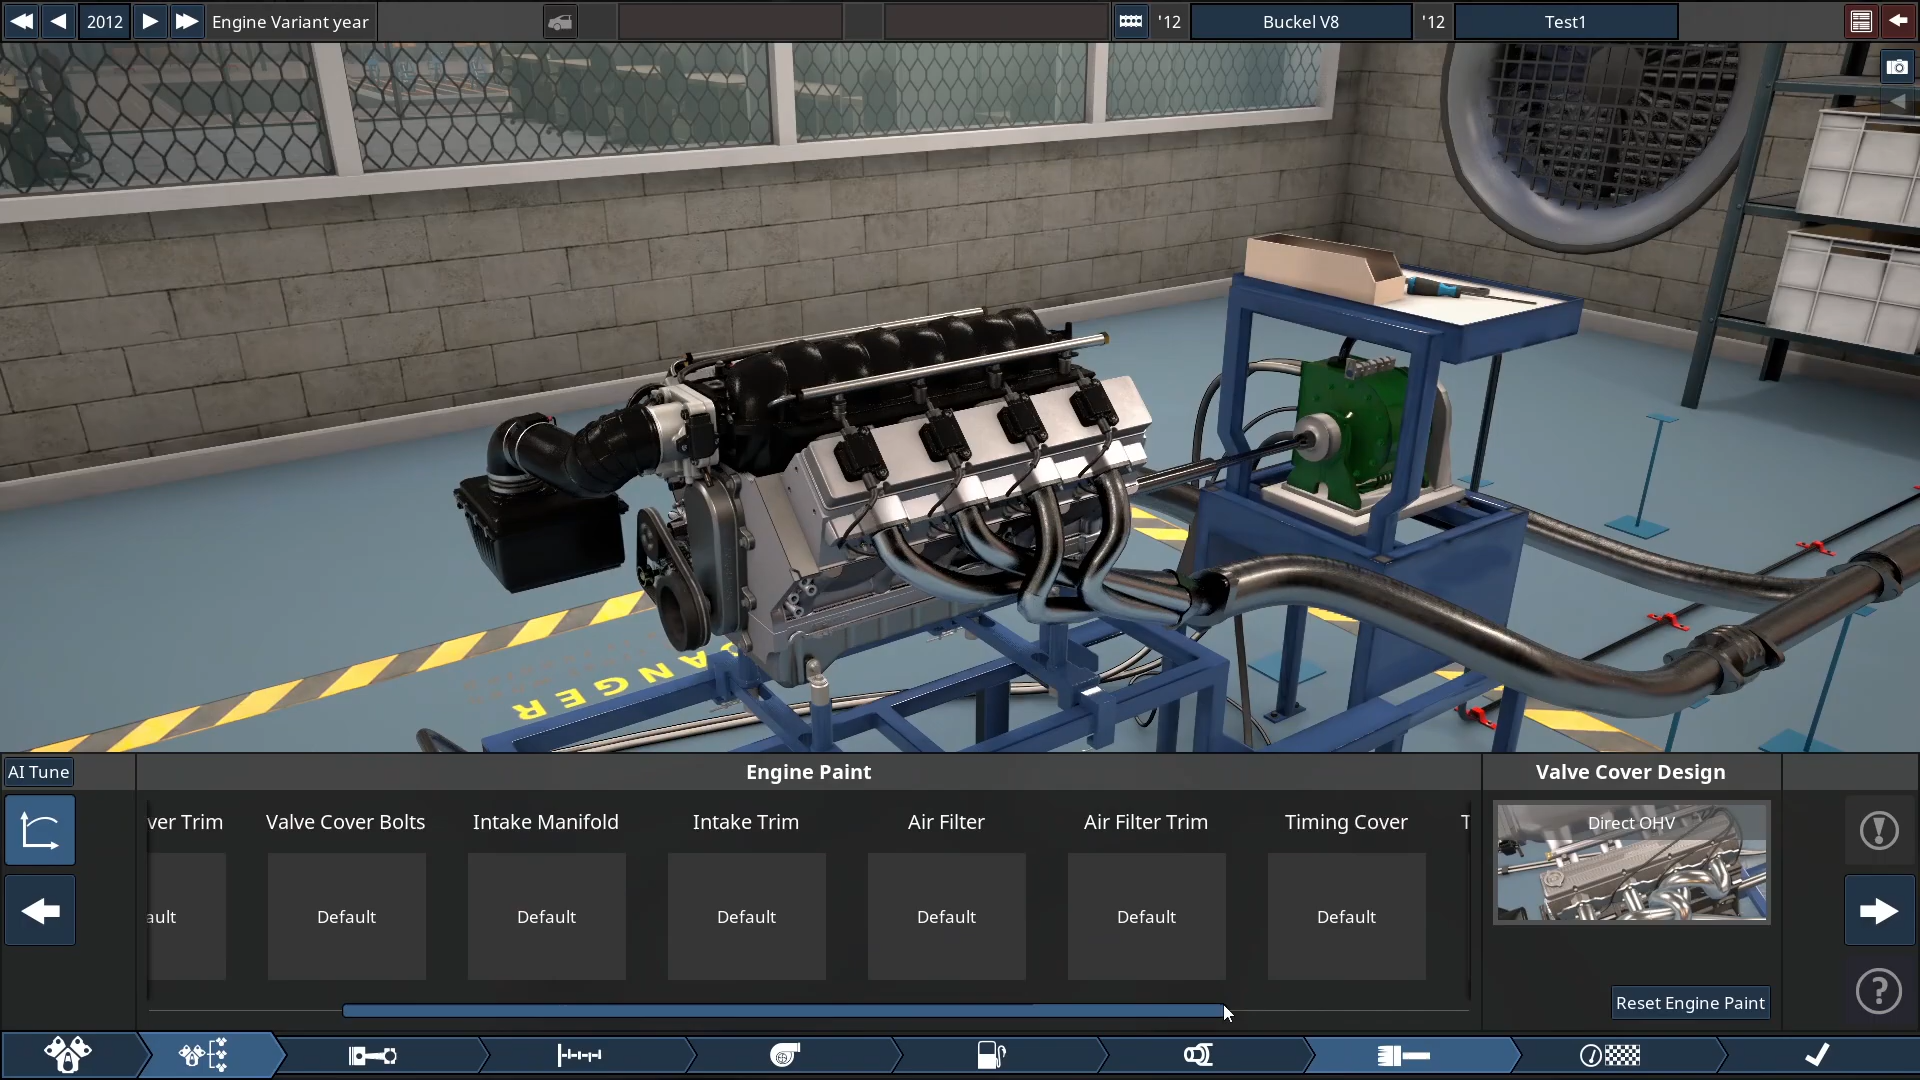 2012 Engine Variant year '12 Buckel V8 '12 Test1
DANGER
AI Tune
Engine Paint
Valve Cover Design
ver Trim Valve Cover Bolts Intake Manifold Intake Trim Air Filter Air Filter Trim Timing Cover T
ault Default Default Default Default Default Default
Direct OHV
Reset Engine Paint